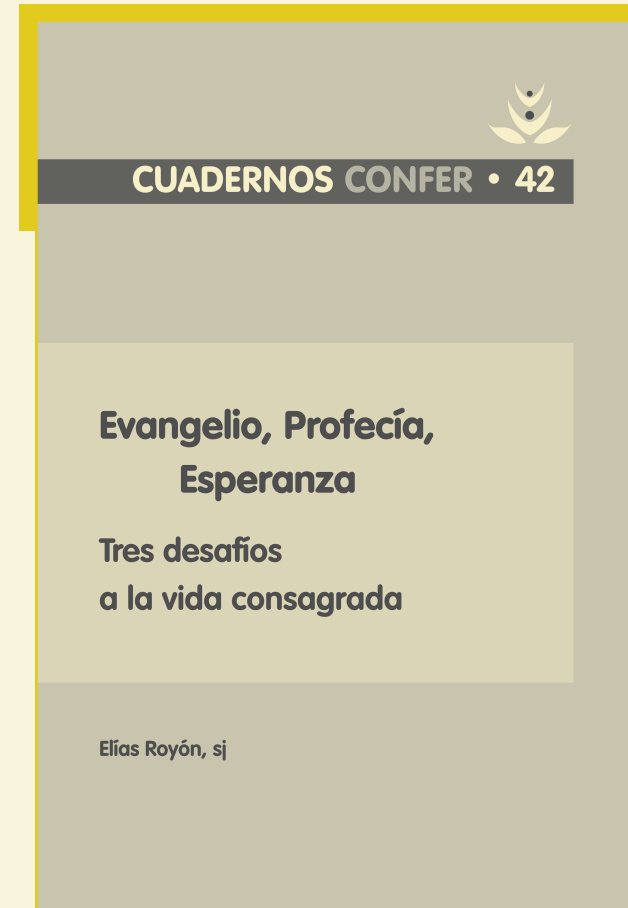 CUADERNOS CONFER • 42
Evangelio, Profecía,
Esperanza
Tres desafíos
a la vida consagrada
Elías Royón, sj